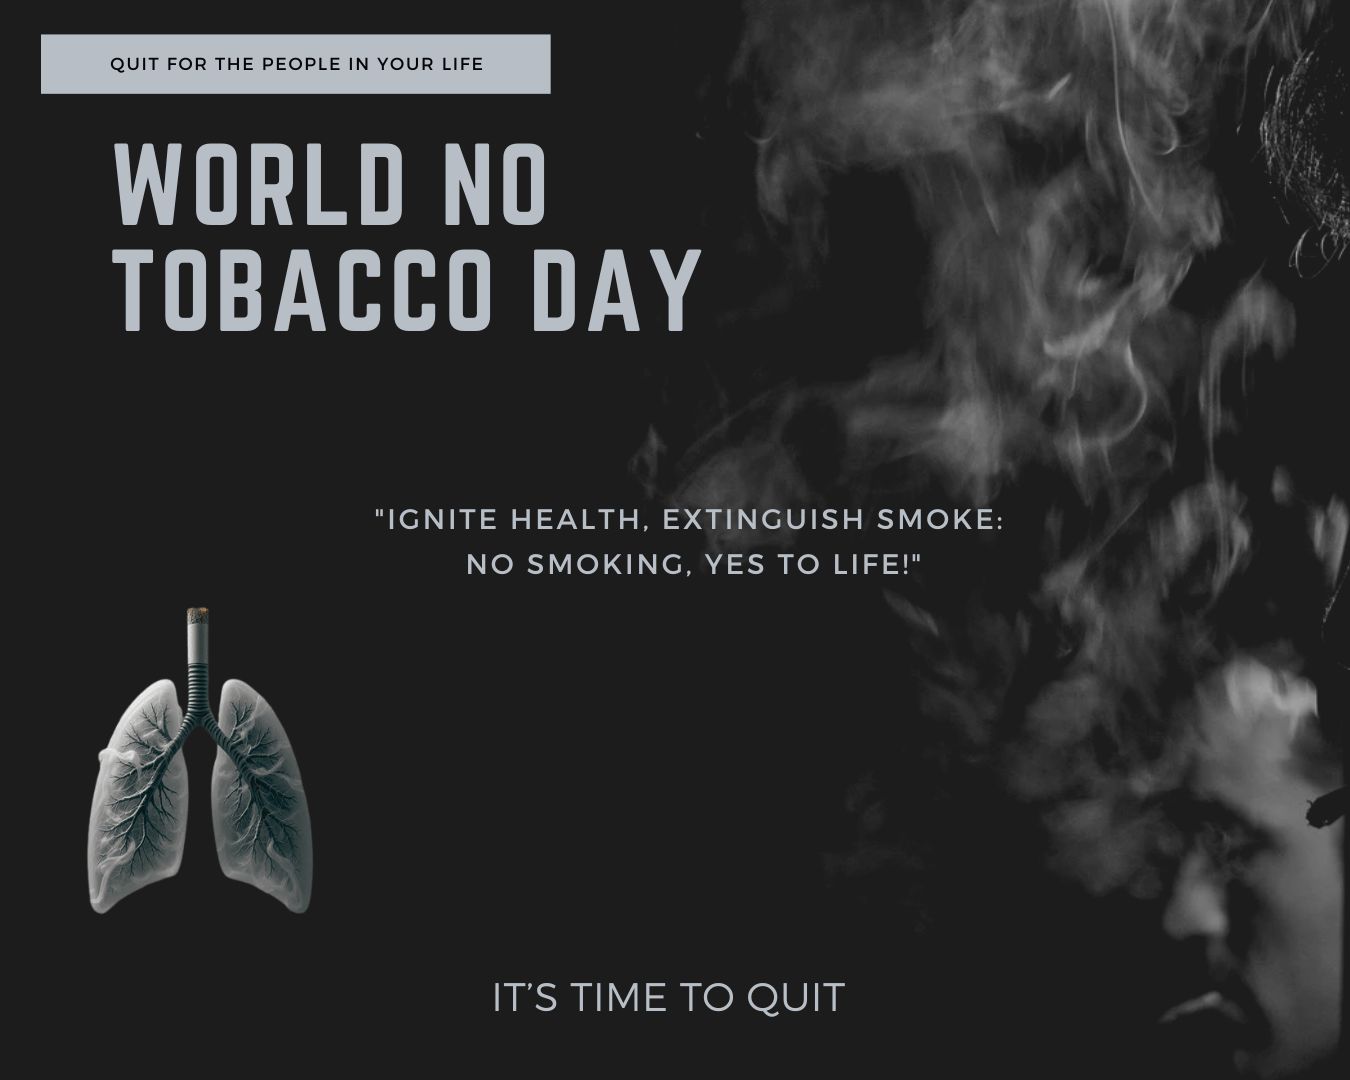 QUIT FOR THE PEOPLE IN YOUR LIFE
WORLD NO
TOBACCO DAY
"IGNITE HEALTH, EXTINGUISH SMOKE:
NO SMOKING, YES TO LIFE!"
IT’S TIME TO QUIT